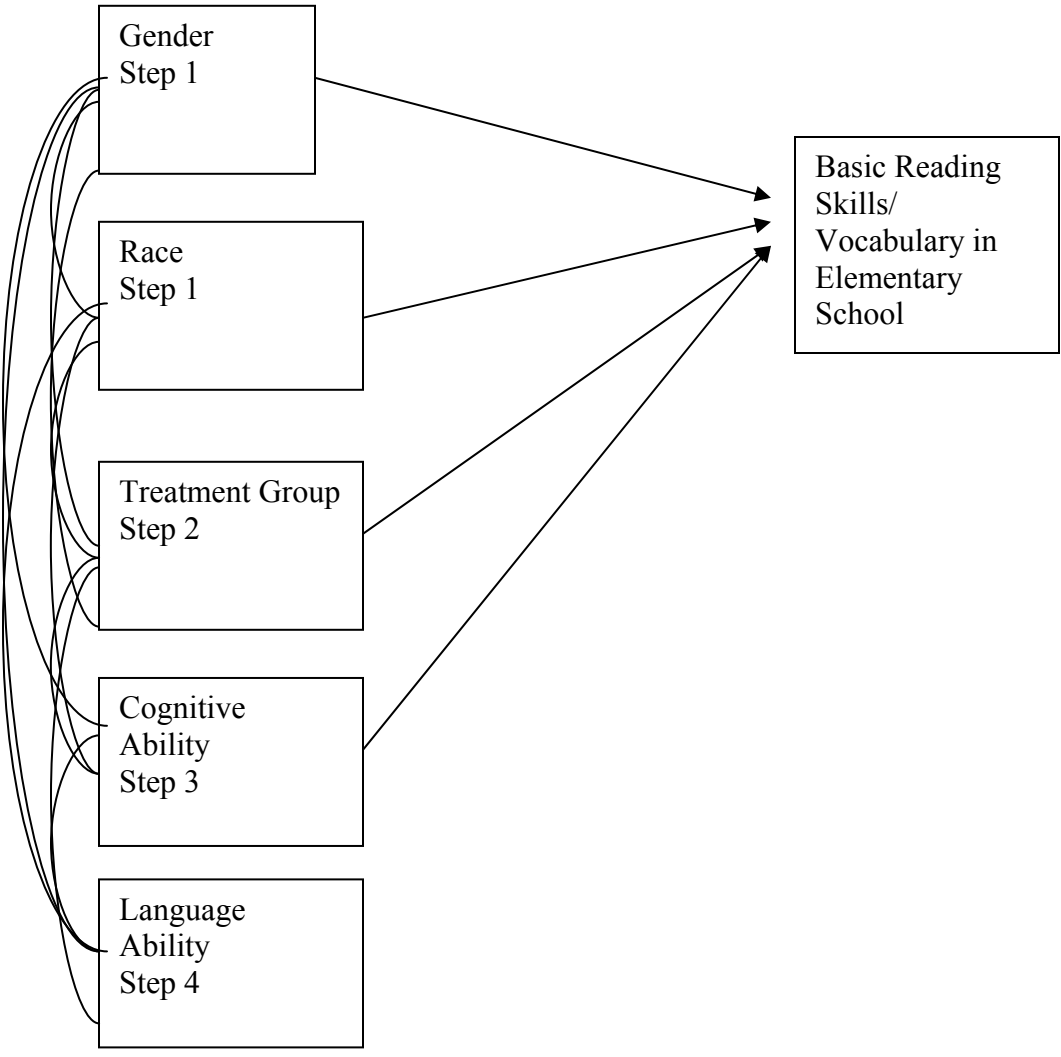 Gender
Step 1
Race
Step 1
Treatment Group
Step 2
Cognitive
Ability
Step 3
Language
Ability
Step 4
Basic Reading
Skills/
Vocabulary in
Elementary
School